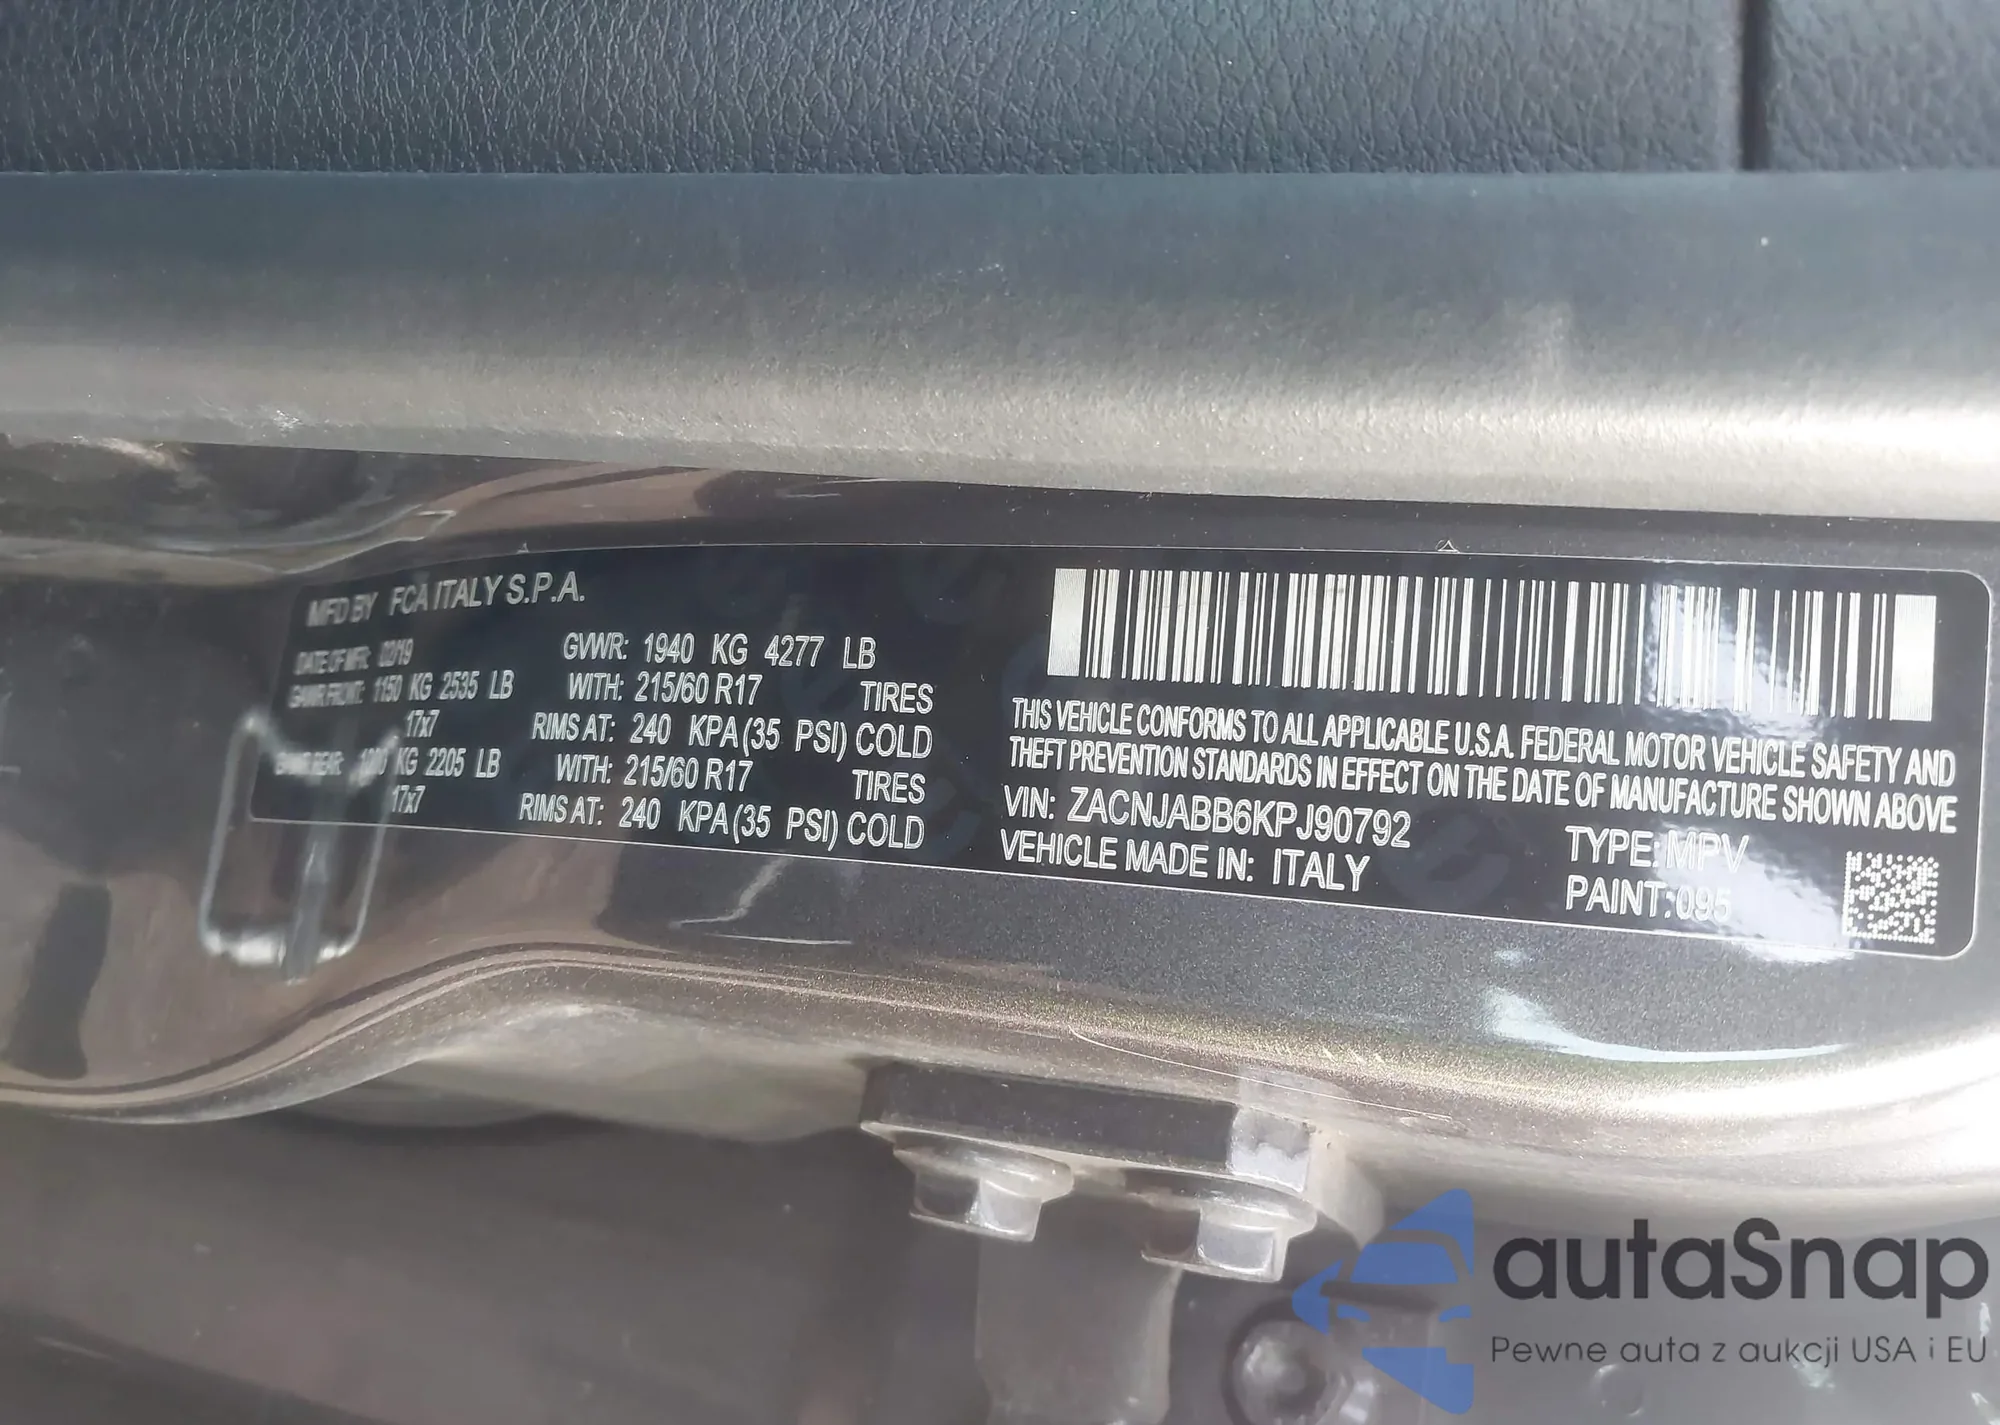 MFD BY FCA ITALY S.P.A.
DATE OF MFR: 02/19 GVWR: 1940 KG 4277 LB
GAWR FRONT: 1150 KG 2535 LB WITH: 215/60 R17 TIRES
17x7 RIMS AT: 240 KPA (35 PSI) COLD
GAWR REAR: KG 2205 LB WITH: 215/60 R17 TIRES
17x7 RIMS AT: 240 KPA (35 PSI) COLD
THIS VEHICLE CONFORMS TO ALL APPLICABLE U.S.A. FEDERAL MOTOR VEHICLE SAFETY AND
THEFT PREVENTION STANDARDS IN EFFECT ON THE DATE OF MANUFACTURE SHOWN ABOVE
VIN: ZACNJABB6KPJ90792 TYPE: MPV
VEHICLE MADE IN: ITALY PAINT: 095
autaSnap
Pewne auta z aukcji USA i EU